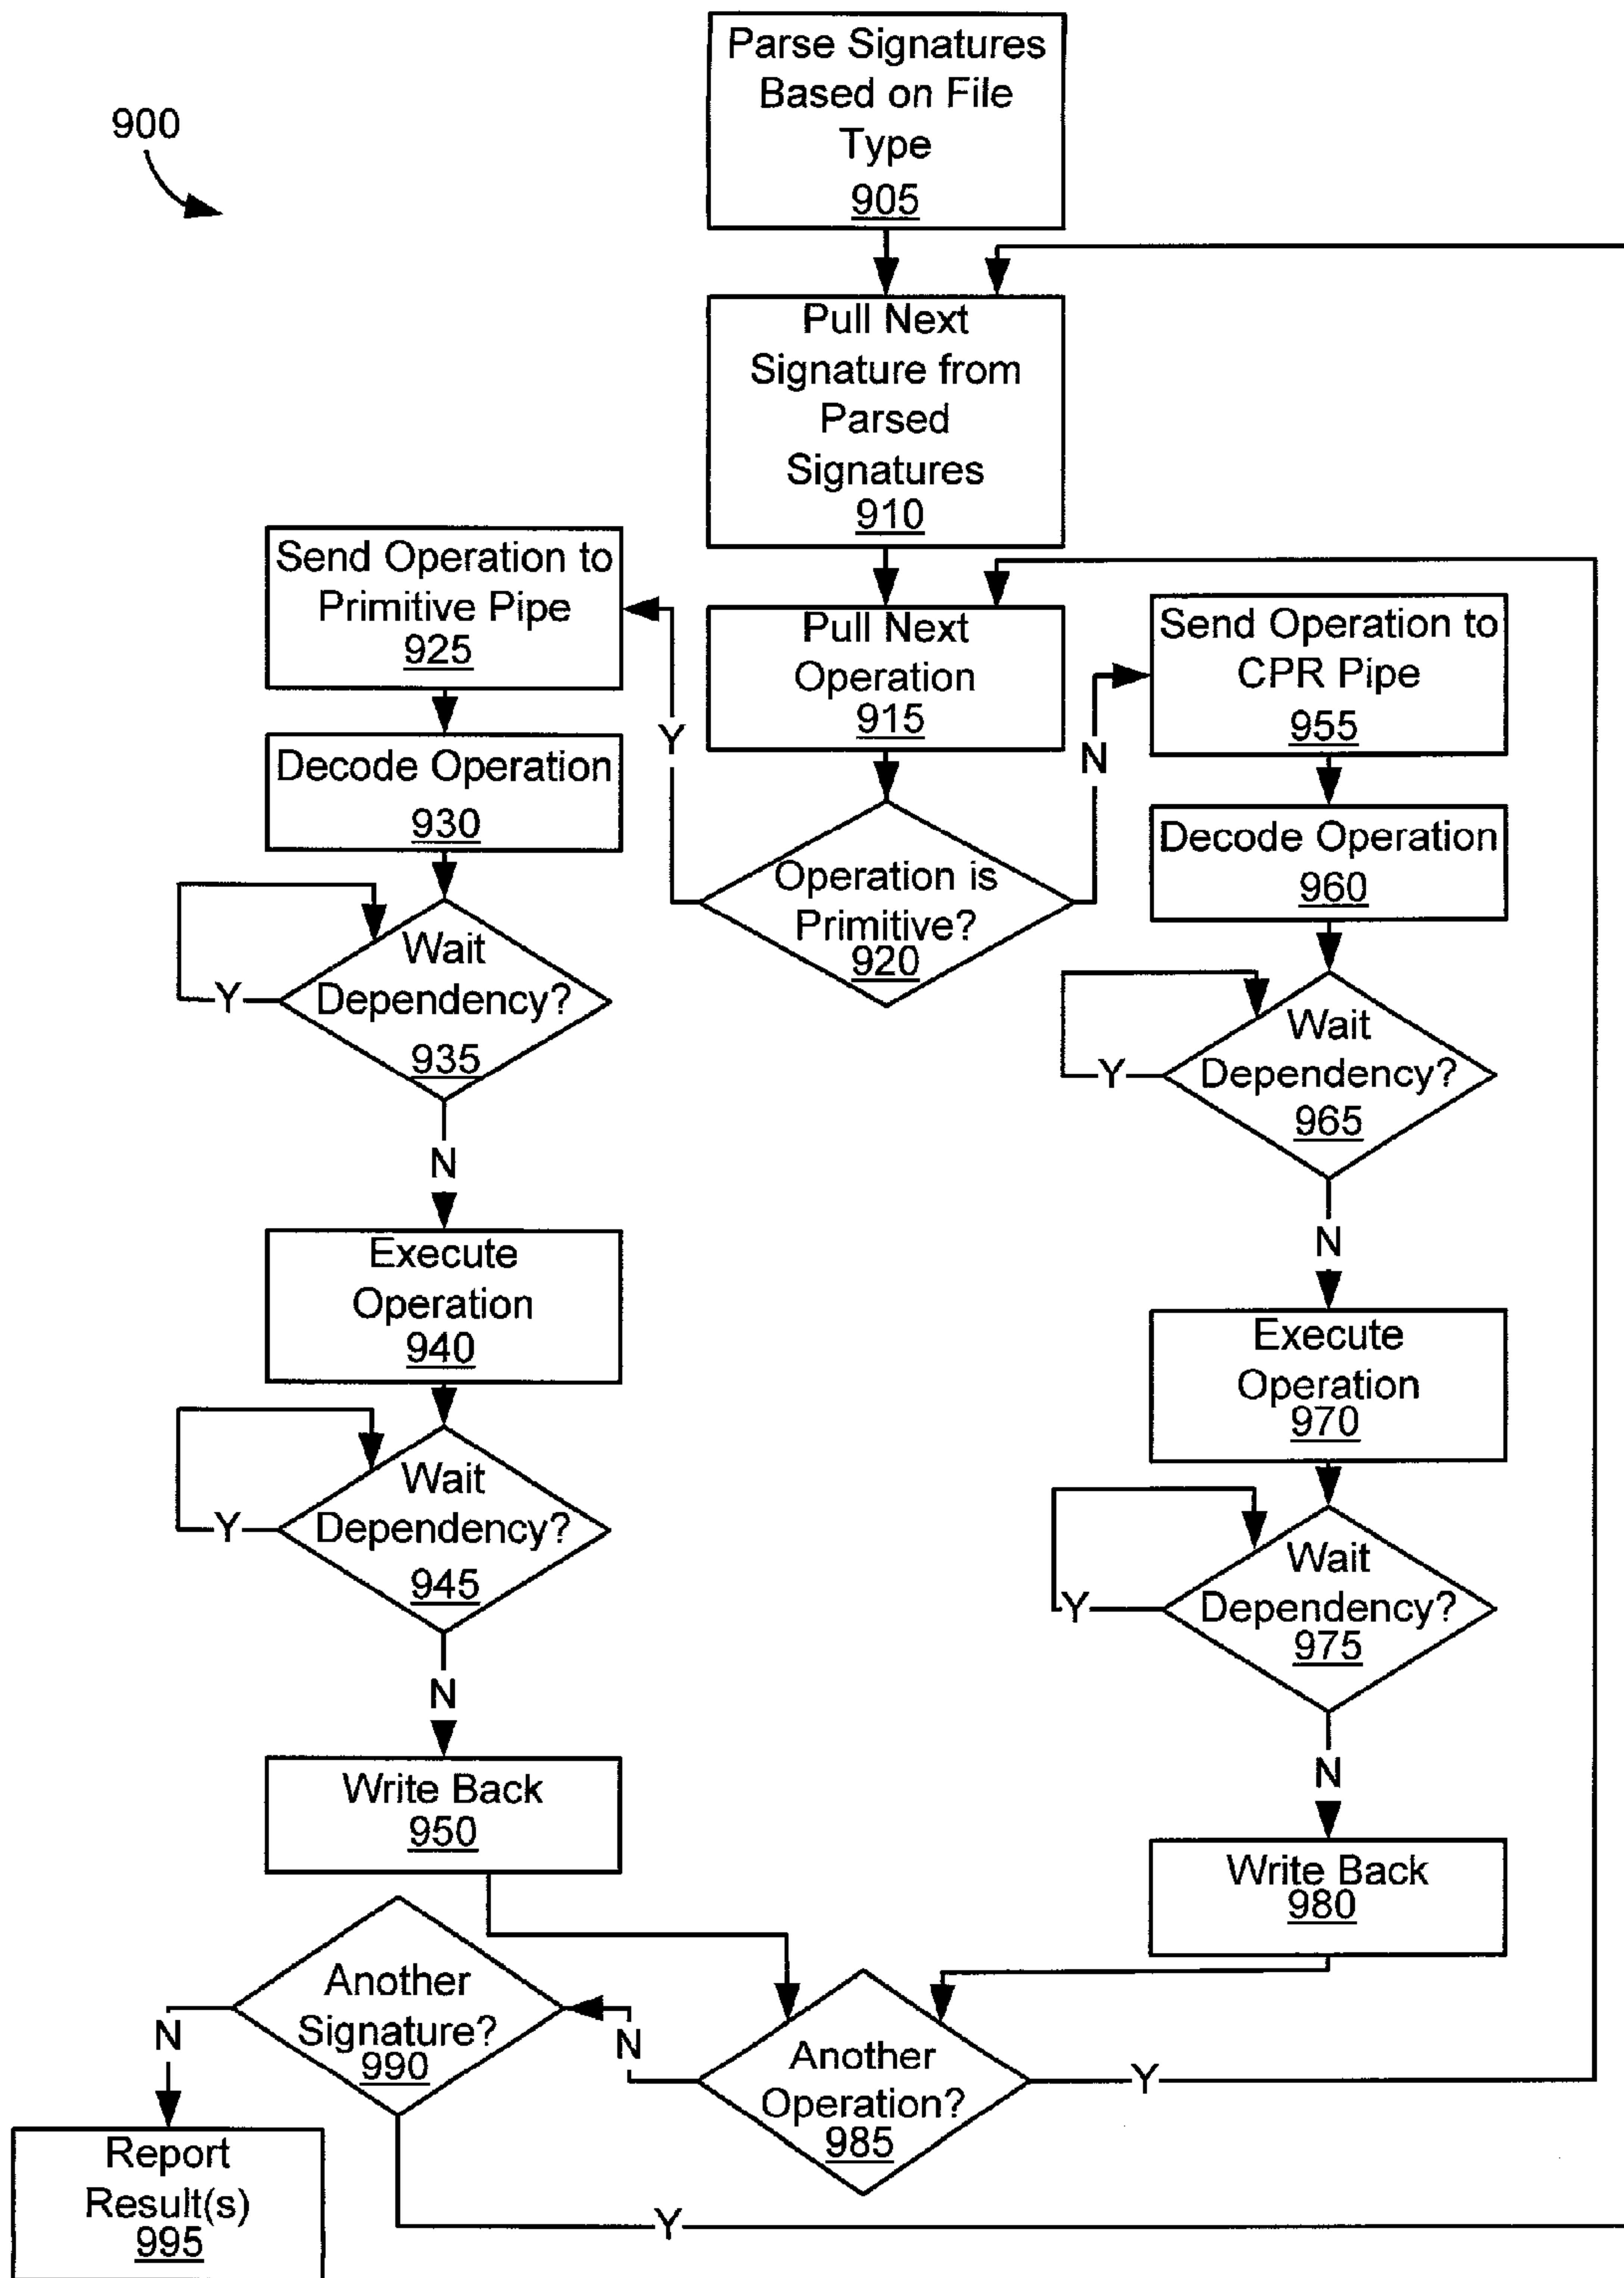 900
Parse Signatures
Based on File
Type
905
Pull Next
Signature from
Parsed
Signatures
910
Pull Next
Operation
915
Operation is
Primitive?
920
Y
N
Send Operation to
Primitive Pipe
925
Decode Operation
930
Wait
Dependency?
935
Y
N
Execute
Operation
940
Wait
Dependency?
945
Y
N
Write Back
950
Send Operation to
CPR Pipe
955
Decode Operation
960
Wait
Dependency?
965
Y
N
Execute
Operation
970
Wait
Dependency?
975
Y
N
Write Back
980
Another
Operation?
985
Y
N
Another
Signature?
990
Y
N
Report
Result(s)
995